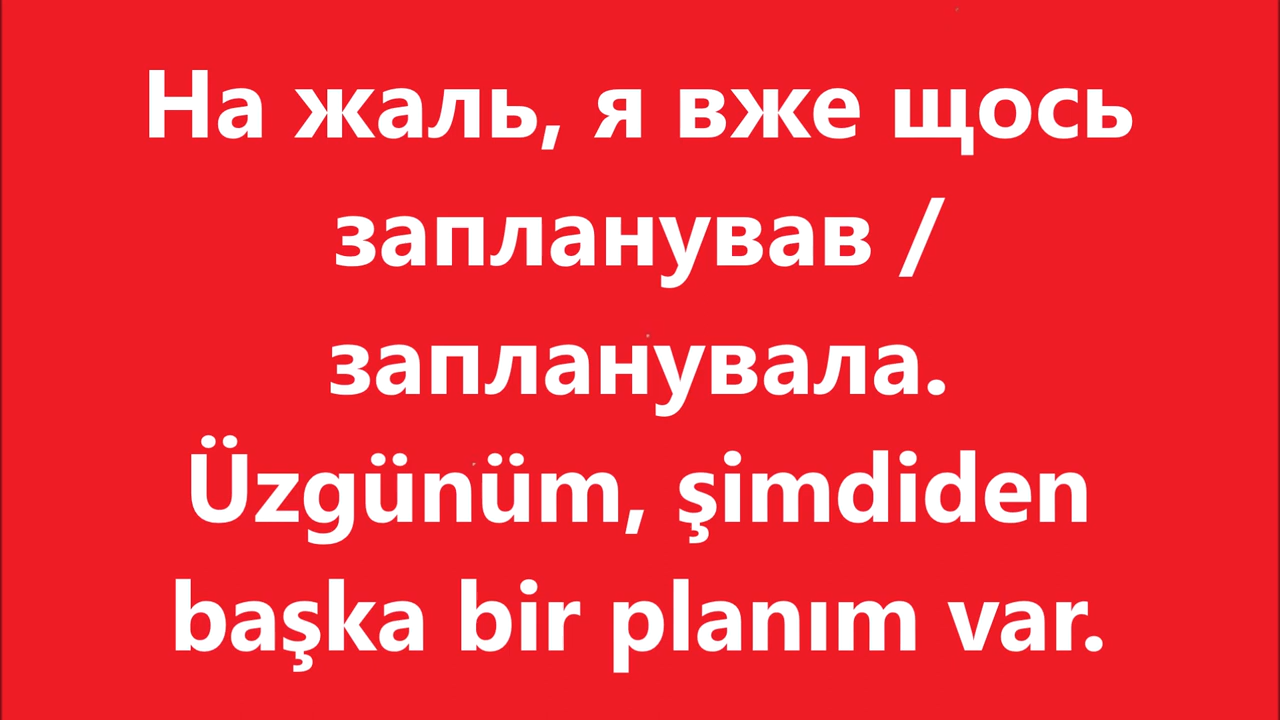 На жаль, я вже щось
запланував /
запланувала.
Üzgünüm, şimdiden
başka bir planım var.